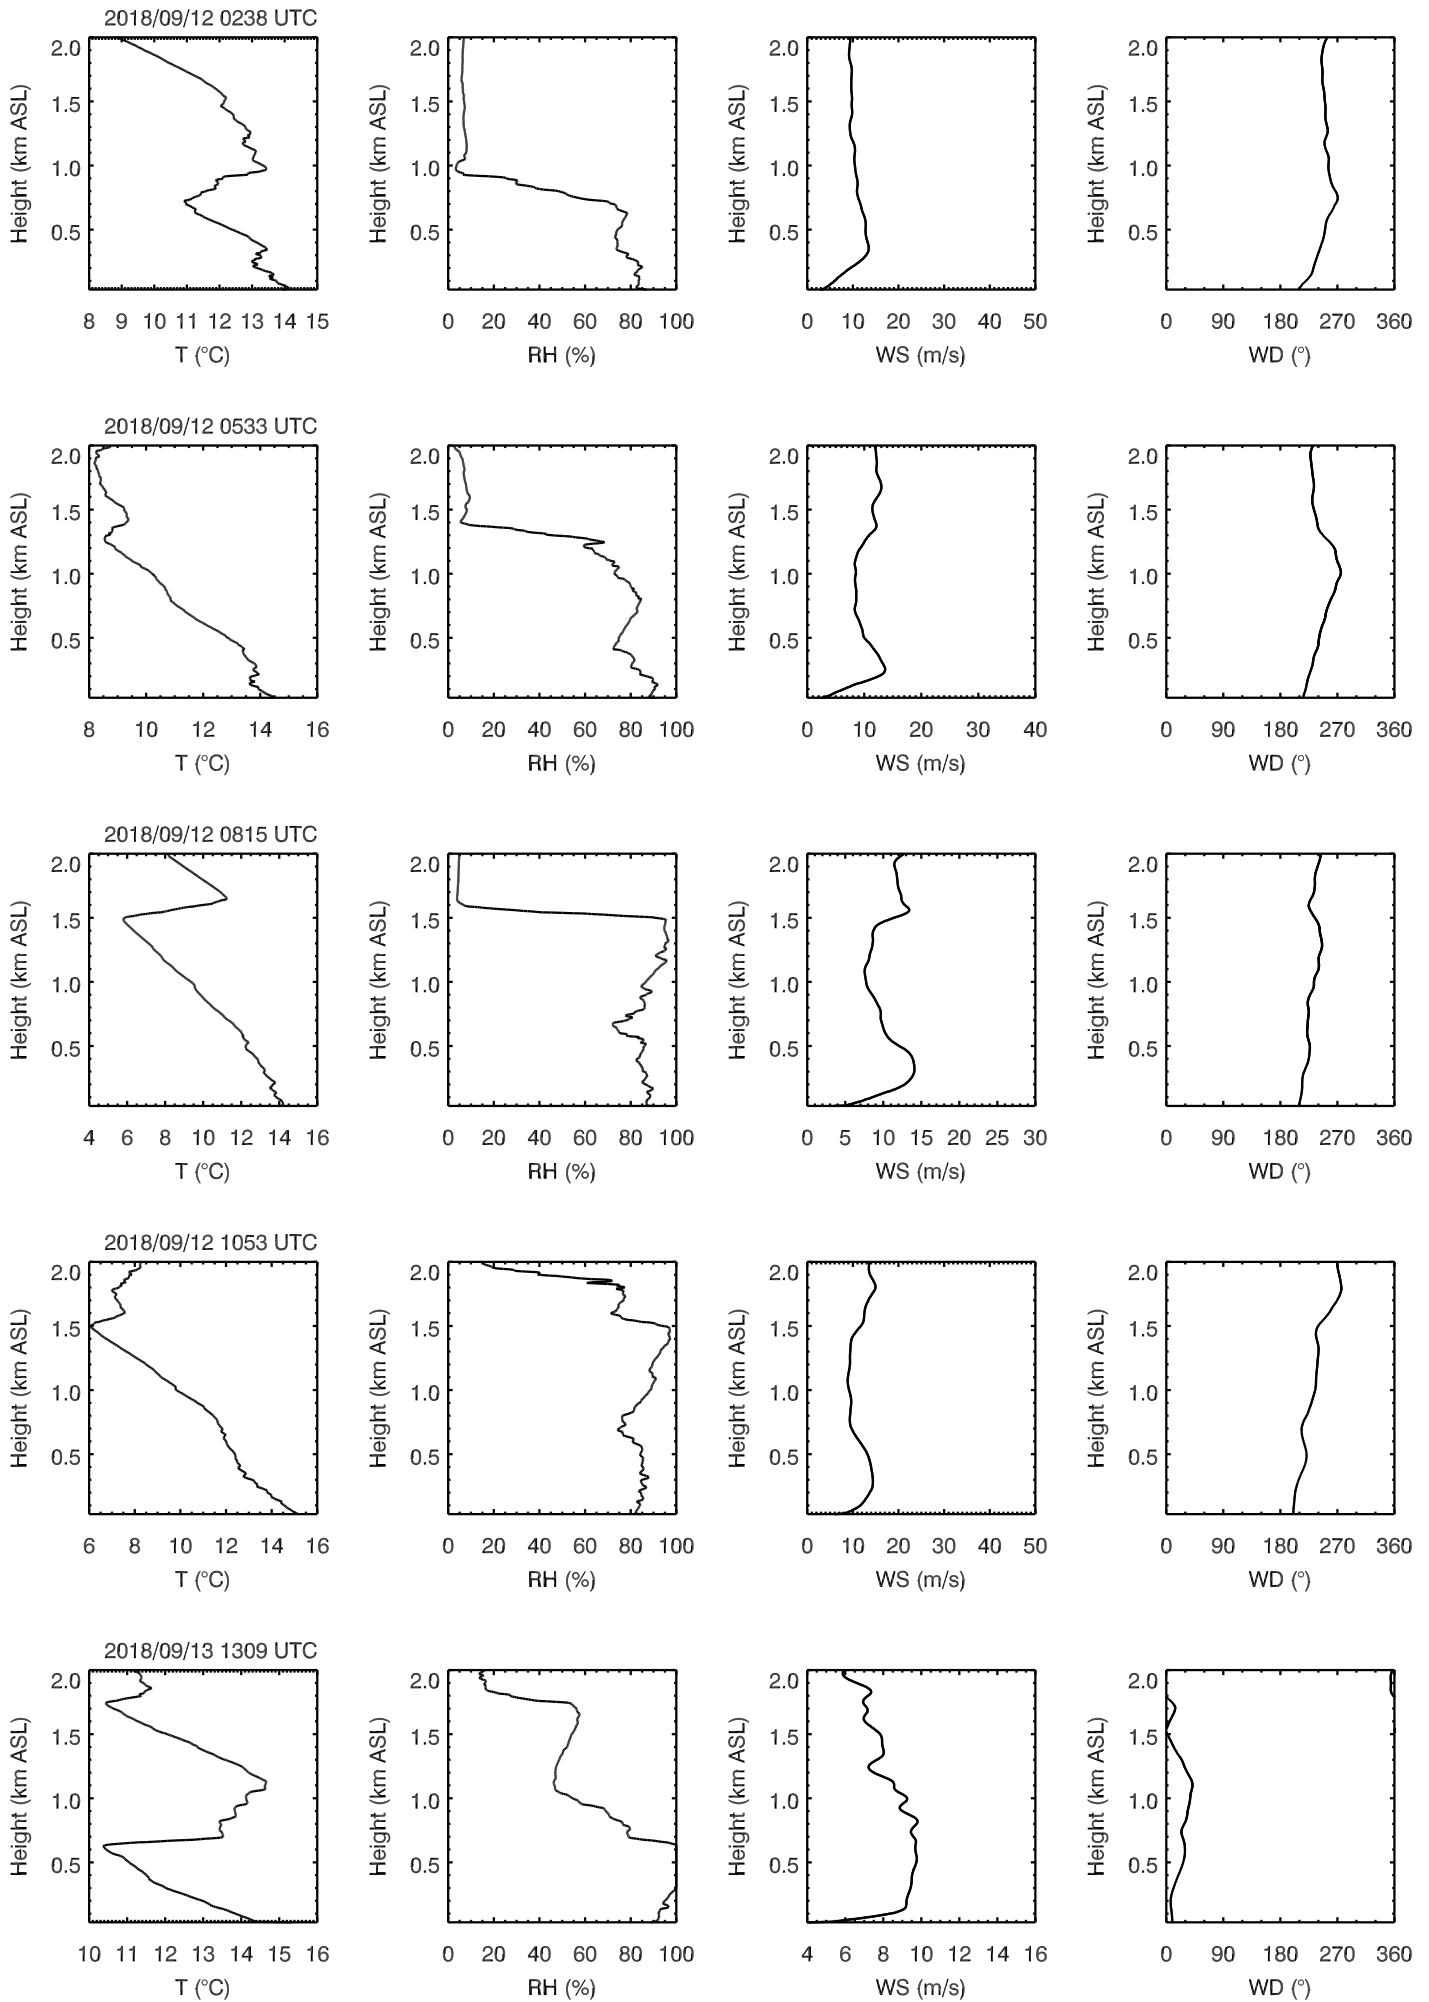 2018/09/12 0238 UTC
2.0 2.0 2.0 2.0
1.5 1.5 1.5 1.5
1.0 1.0 1.0 1.0
0.5 0.5 0.5 0.5
Height (km ASL) Height (km ASL) Height (km ASL) Height (km ASL)
8 9 10 11 12 13 14 15 0 20 40 60 80 100 0 10 20 30 40 50 0 90 180 270 360
T (°C) RH (%) WS (m/s) WD (°)
2018/09/12 0533 UTC
2.0 2.0 2.0 2.0
1.5 1.5 1.5 1.5
1.0 1.0 1.0 1.0
0.5 0.5 0.5 0.5
Height (km ASL) Height (km ASL) Height (km ASL) Height (km ASL)
8 10 12 14 16 0 20 40 60 80 100 0 10 20 30 40 0 90 180 270 360
T (°C) RH (%) WS (m/s) WD (°)
2018/09/12 0815 UTC
2.0 2.0 2.0 2.0
1.5 1.5 1.5 1.5
1.0 1.0 1.0 1.0
0.5 0.5 0.5 0.5
Height (km ASL) Height (km ASL) Height (km ASL) Height (km ASL)
4 6 8 10 12 14 16 0 20 40 60 80 100 0 5 10 15 20 25 30 0 90 180 270 360
T (°C) RH (%) WS (m/s) WD (°)
2018/09/12 1053 UTC
2.0 2.0 2.0 2.0
1.5 1.5 1.5 1.5
1.0 1.0 1.0 1.0
0.5 0.5 0.5 0.5
Height (km ASL) Height (km ASL) Height (km ASL) Height (km ASL)
6 8 10 12 14 16 0 20 40 60 80 100 0 10 20 30 40 50 0 90 180 270 360
T (°C) RH (%) WS (m/s) WD (°)
2018/09/13 1309 UTC
2.0 2.0 2.0 2.0
1.5 1.5 1.5 1.5
1.0 1.0 1.0 1.0
0.5 0.5 0.5 0.5
Height (km ASL) Height (km ASL) Height (km ASL) Height (km ASL)
10 11 12 13 14 15 16 0 20 40 60 80 100 4 6 8 10 12 14 16 0 90 180 270 360
T (°C) RH (%) WS (m/s) WD (°)